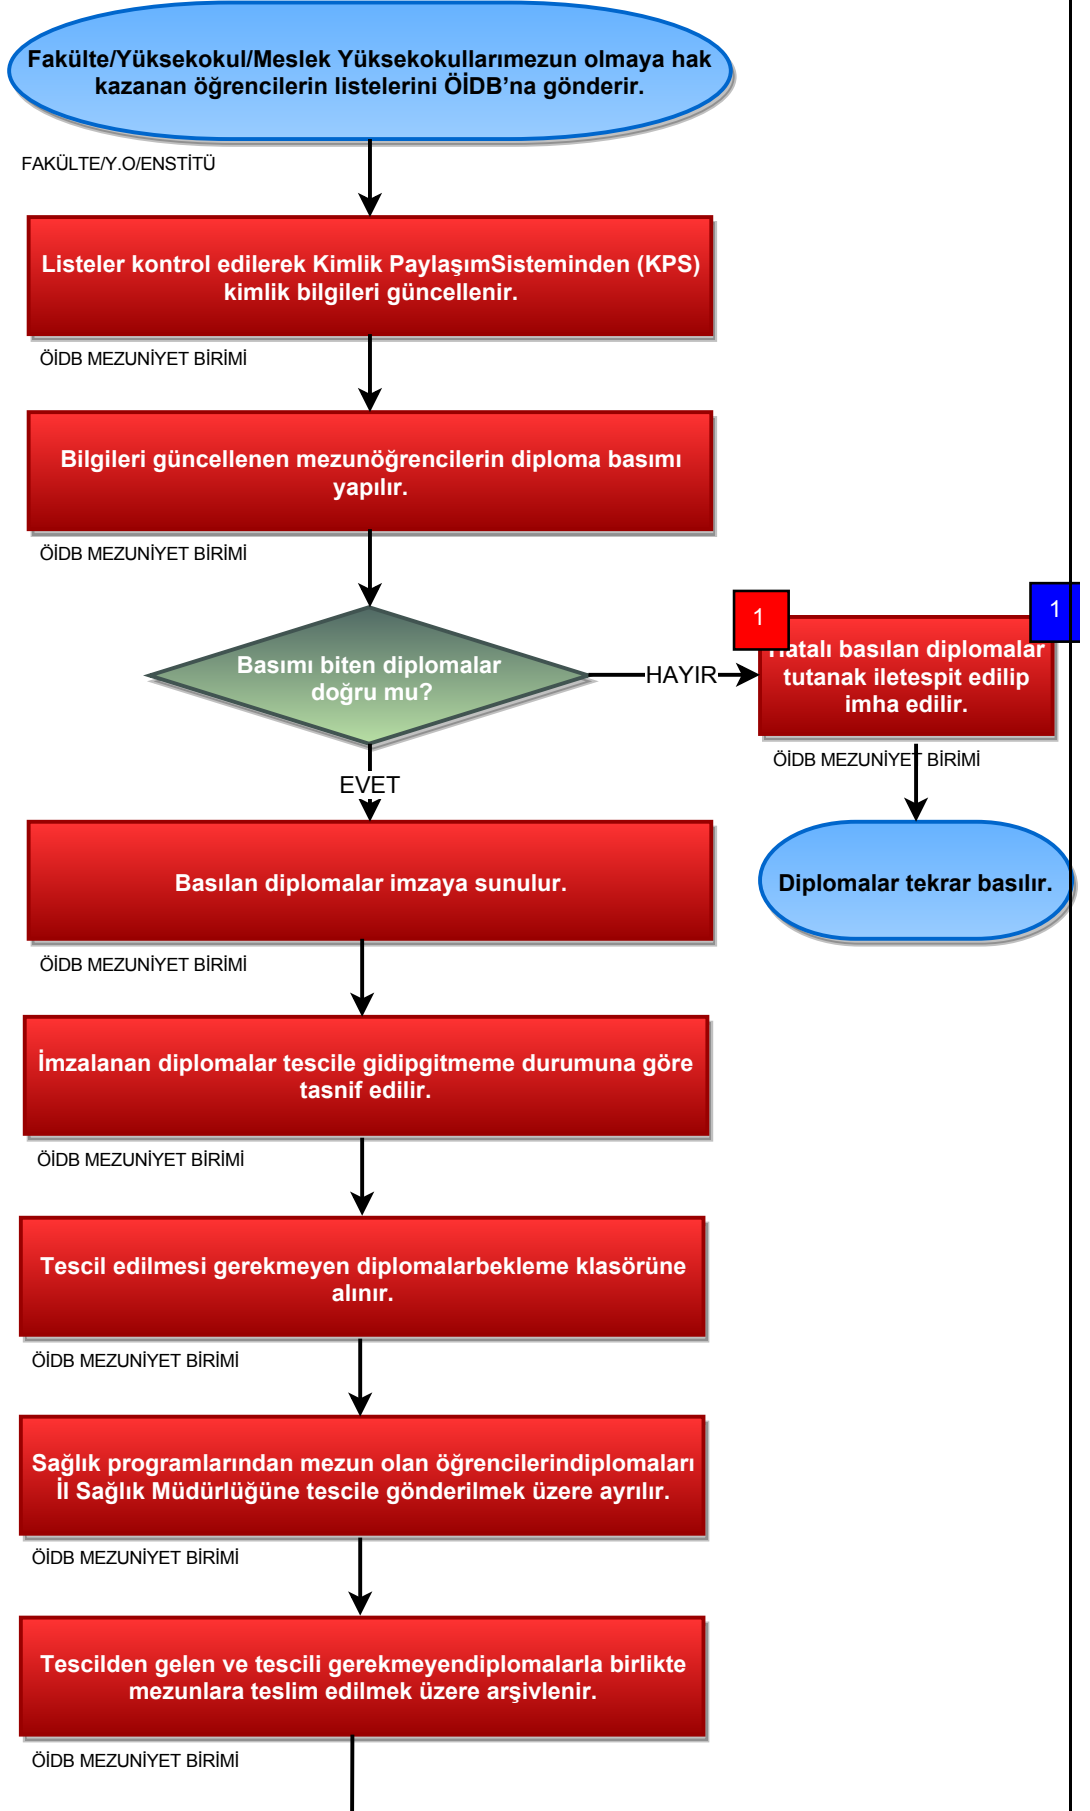 Fakülte/Yüksekokul/Meslek Yüksekokullarımezun olmaya hak
kazanan öğrencilerin listelerini ÖİDB’na gönderir.
FAKÜLTE/Y.O/ENSTİTÜ
Listeler kontrol edilerek Kimlik PaylaşımSisteminden (KPS)
kimlik bilgileri güncellenir.
ÖİDB MEZUNİYET BİRİMİ
Bilgileri güncellenen mezunöğrencilerin diploma basımı
yapılır.
ÖİDB MEZUNİYET BİRİMİ
Basımı biten diplomalar
doğru mu?
HAYIR
1
1
Hatalı basılan diplomalar
tutanak iletespit edilip
imha edilir.
ÖİDB MEZUNİYET BİRİMİ
EVET
Diplomalar tekrar basılır.
Basılan diplomalar imzaya sunulur.
ÖİDB MEZUNİYET BİRİMİ
İmzalanan diplomalar tescile gidipgitmeme durumuna göre
tasnif edilir.
ÖİDB MEZUNİYET BİRİMİ
Tescil edilmesi gerekmeyen diplomalarbekleme klasörüne
alınır.
ÖİDB MEZUNİYET BİRİMİ
Sağlık programlarından mezun olan öğrencilerindiplomaları
İl Sağlık Müdürlüğüne tescile gönderilmek üzere ayrılır.
ÖİDB MEZUNİYET BİRİMİ
Tescilden gelen ve tescili gerekmeyendiplomalarla birlikte
mezunlara teslim edilmek üzere arşivlenir.
ÖİDB MEZUNİYET BİRİMİ